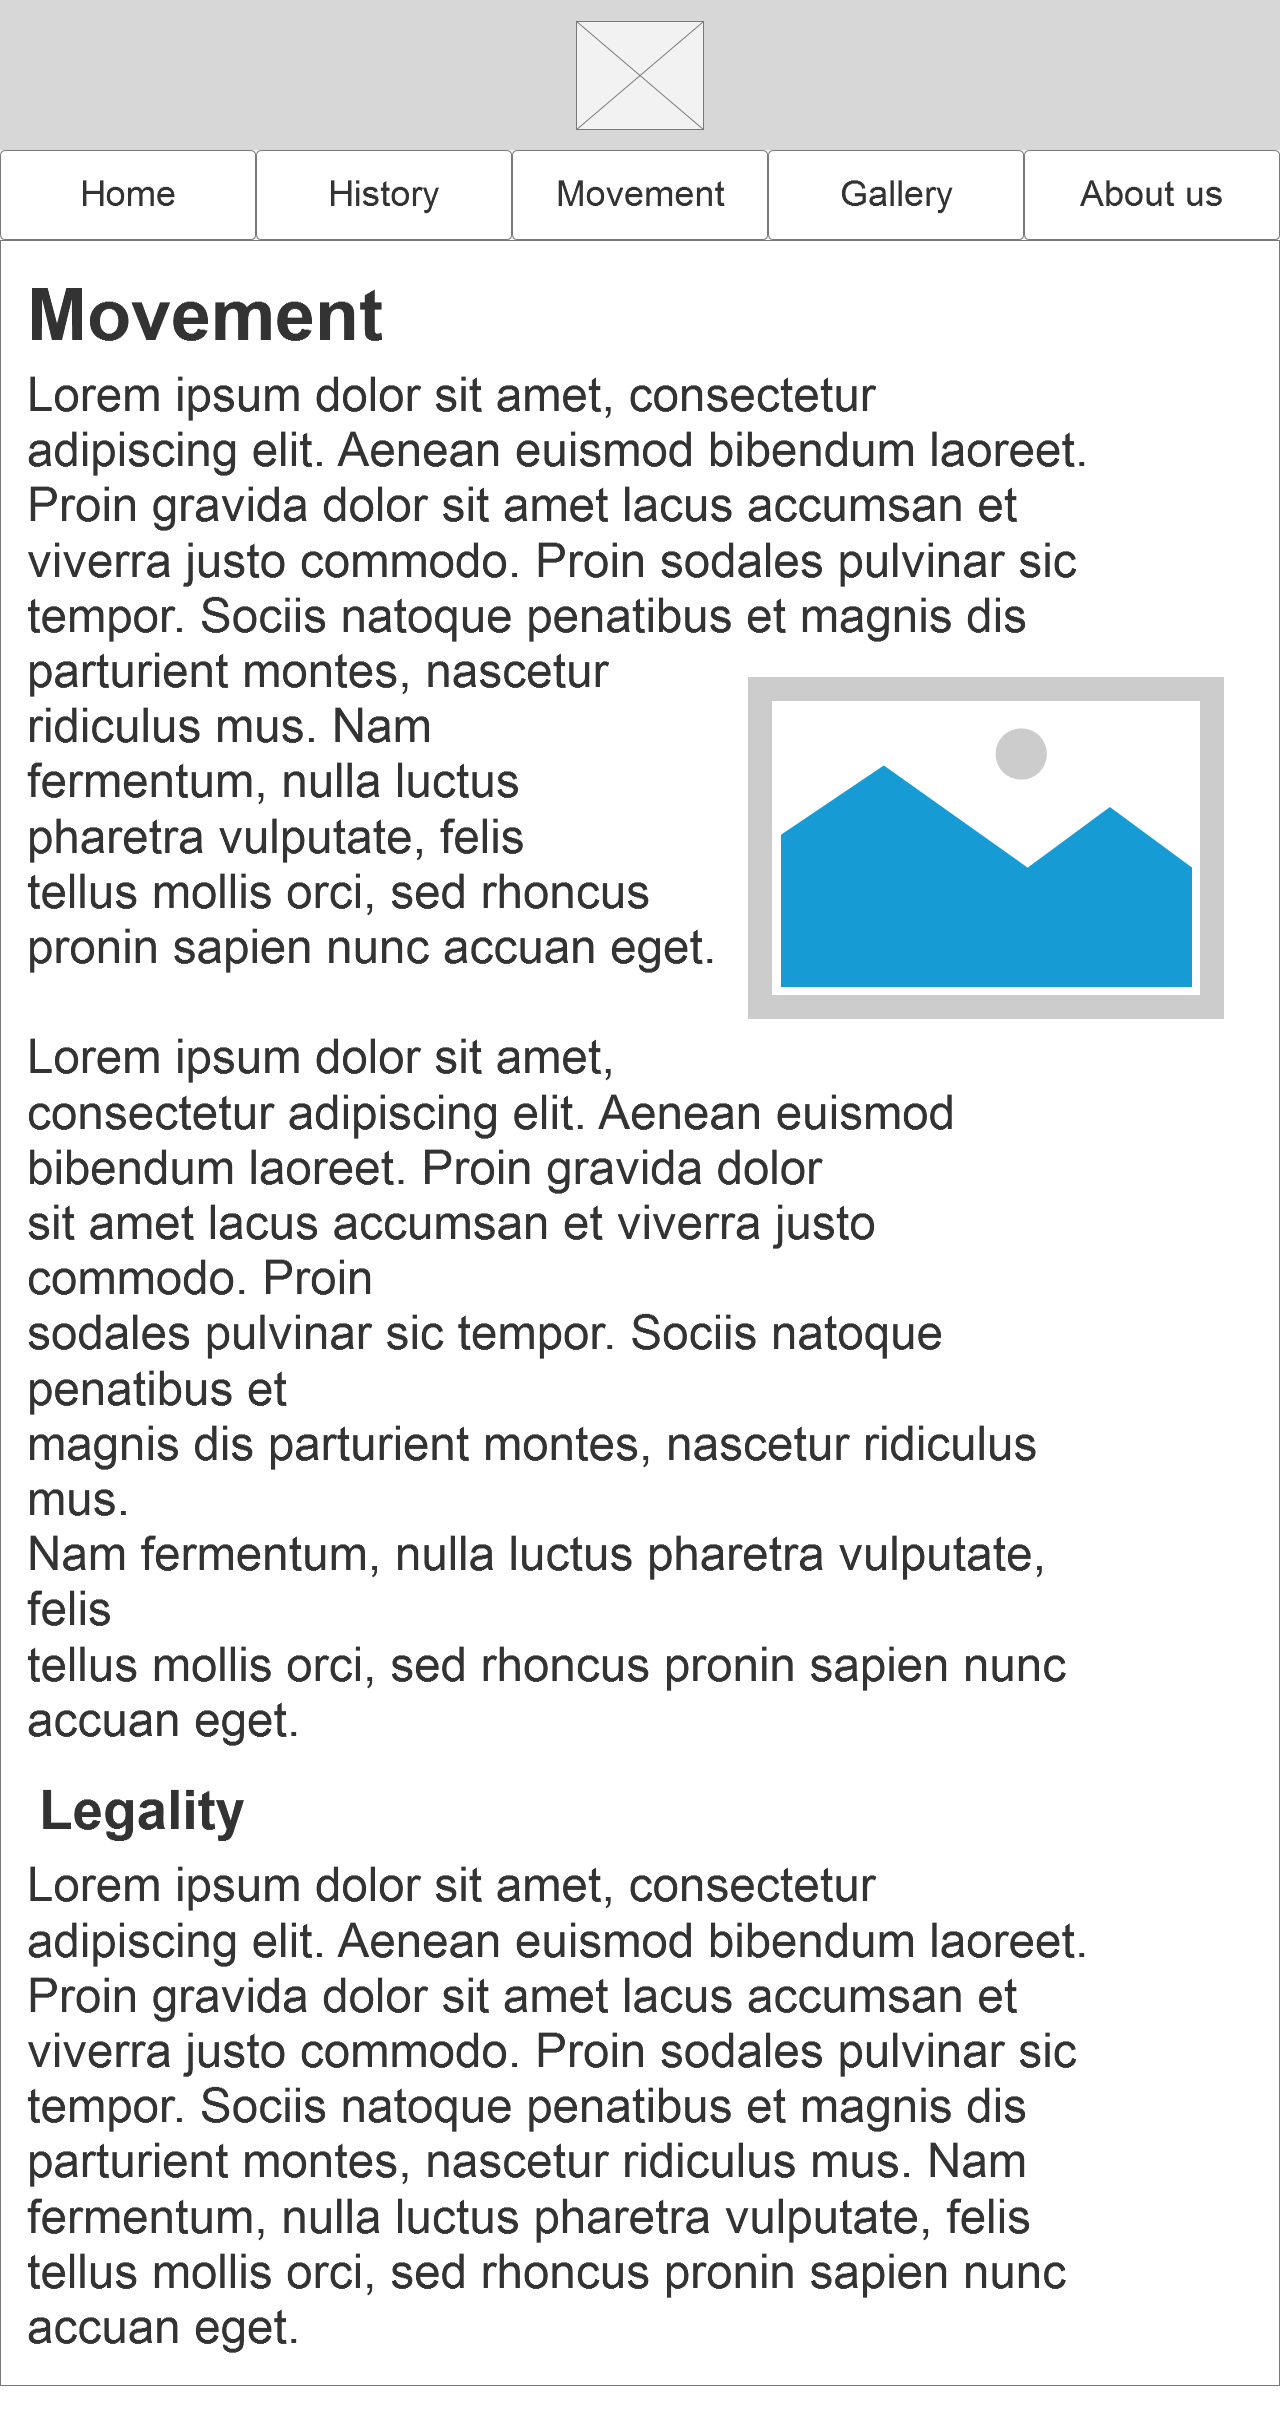 Home
History
Movement
Gallery
About us
Movement
Lorem ipsum dolor sit amet, consectetur
adipiscing elit. Aenean euismod bibendum laoreet.
Proin gravida dolor sit amet lacus accumsan et
viverra justo commodo. Proin sodales pulvinar sic
tempor. Sociis natoque penatibus et magnis dis
parturient montes, nascetur
ridiculus mus. Nam
fermentum, nulla luctus
pharetra vulputate, felis
tellus mollis orci, sed rhoncus
pronin sapien nunc accuan eget.
Lorem ipsum dolor sit amet,
consectetur adipiscing elit. Aenean euismod
bibendum laoreet. Proin gravida dolor
sit amet lacus accumsan et viverra justo
commodo. Proin
sodales pulvinar sic tempor. Sociis natoque
penatibus et
magnis dis parturient montes, nascetur ridiculus
mus.
Nam fermentum, nulla luctus pharetra vulputate,
felis
tellus mollis orci, sed rhoncus pronin sapien nunc
accuan eget.
Legality
Lorem ipsum dolor sit amet, consectetur
adipiscing elit. Aenean euismod bibendum laoreet.
Proin gravida dolor sit amet lacus accumsan et
viverra justo commodo. Proin sodales pulvinar sic
tempor. Sociis natoque penatibus et magnis dis
parturient montes, nascetur ridiculus mus. Nam
fermentum, nulla luctus pharetra vulputate, felis
tellus mollis orci, sed rhoncus pronin sapien nunc
accuan eget.